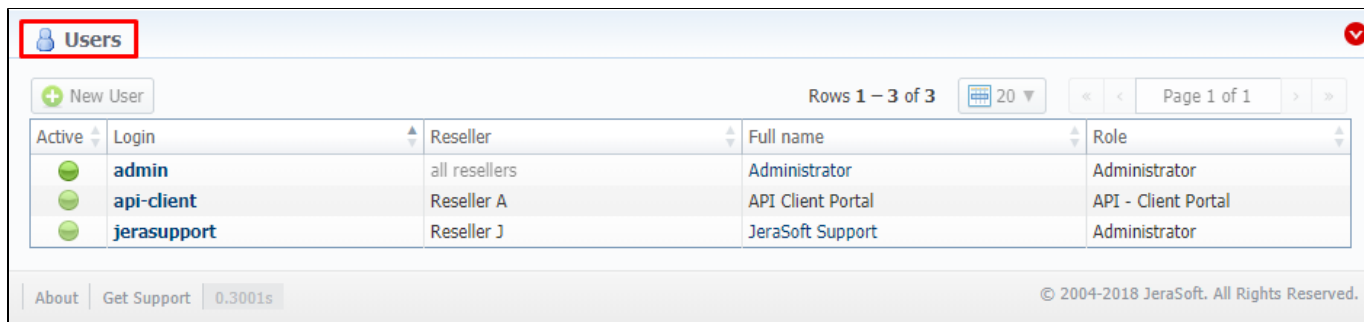 Users
New User Rows 1 – 3 of 3 20 ▼ « < Page 1 of 1 > »
Active Login Reseller Full name Role
admin all resellers Administrator Administrator
api-client Reseller A API Client Portal API - Client Portal
jerasupport Reseller J JeraSoft Support Administrator
About Get Support 0.3001s © 2004-2018 JeraSoft. All Rights Reserved.